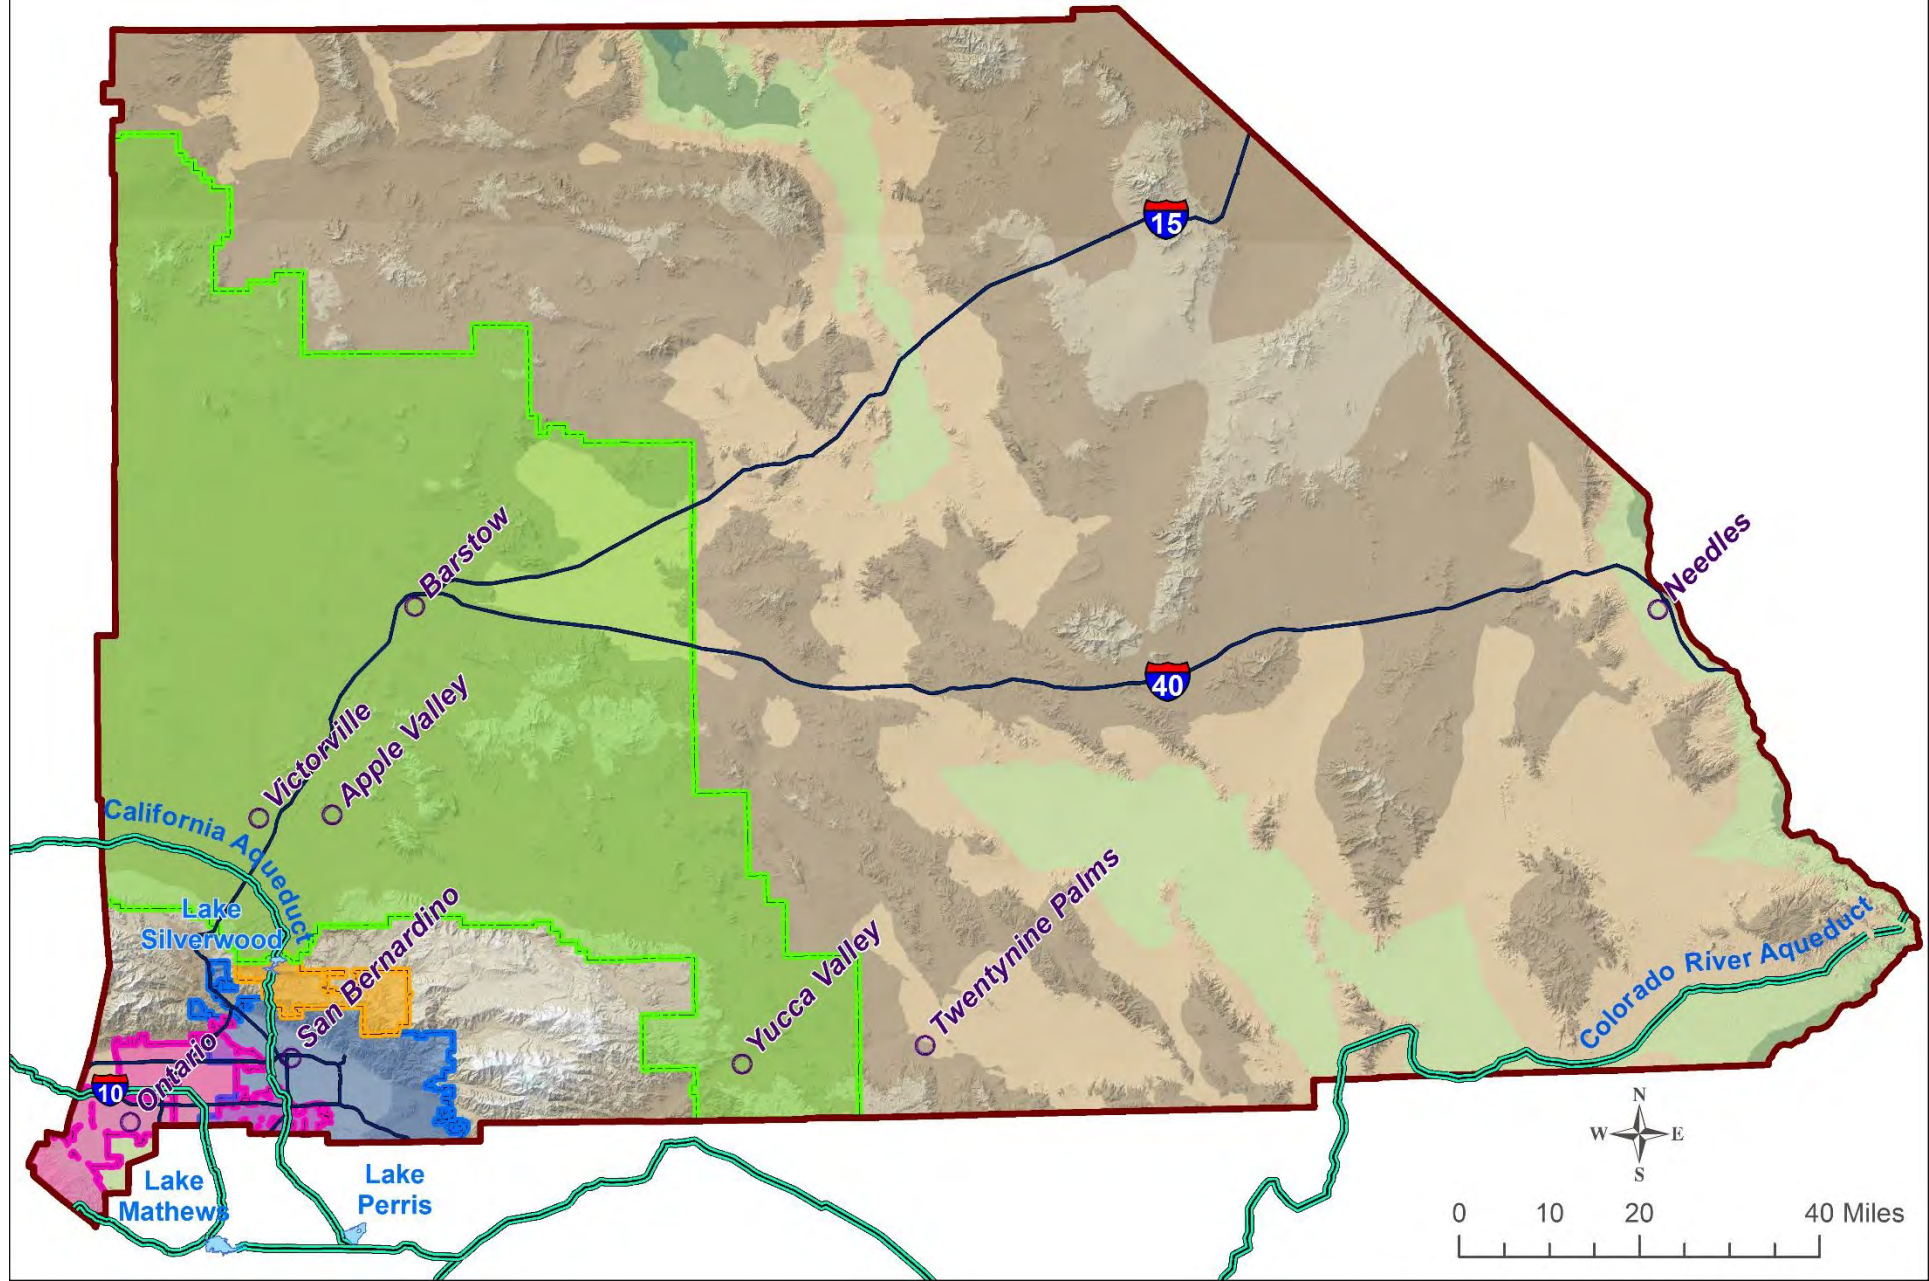 15
Barstow
Needles
40
Victorville
Apple Valley
California Aqueduct
Lake
Silverwood
San Bernardino
Yucca Valley
Twentynine Palms
Colorado River Aqueduct
Ontario
10
Lake
Mathews
Lake
Perris
N
W
E
S
0 10 20 40 Miles